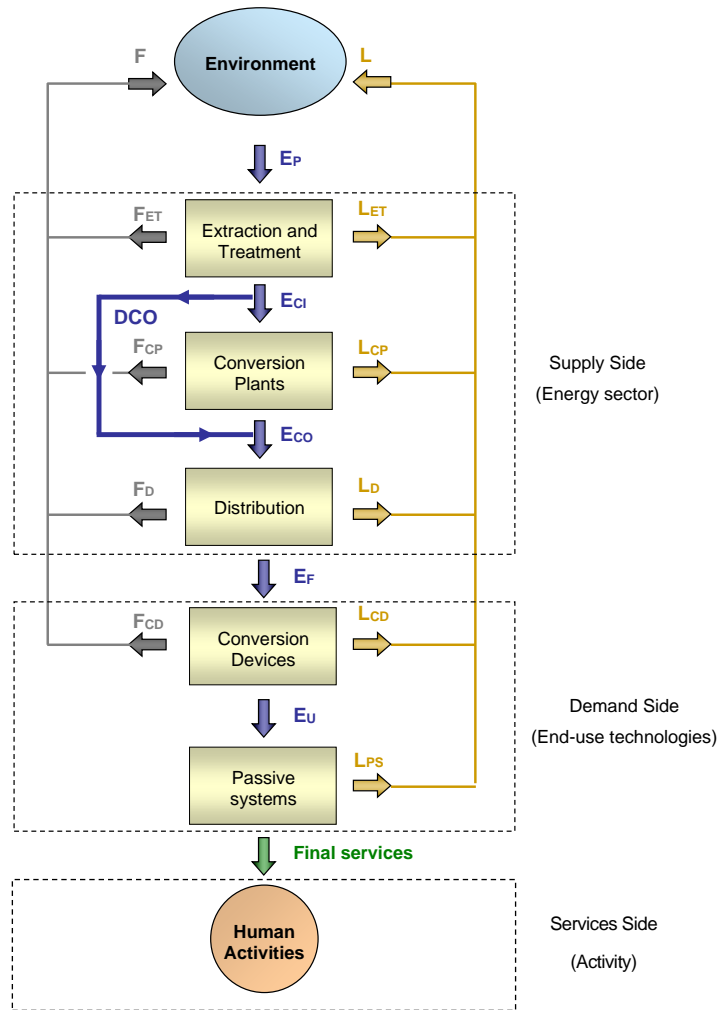 F
L
Environment
EP
FET
Extraction and
Treatment
LET
DCO
ECI
FCP
Conversion
Plants
LCP
Supply Side
(Energy sector)
ECO
FD
Distribution
LD
EF
FCD
Conversion
Devices
LCD
EU
Demand Side
(End-use technologies)
Passive
systems
LPS
Final services
Human
Activities
Services Side
(Activity)